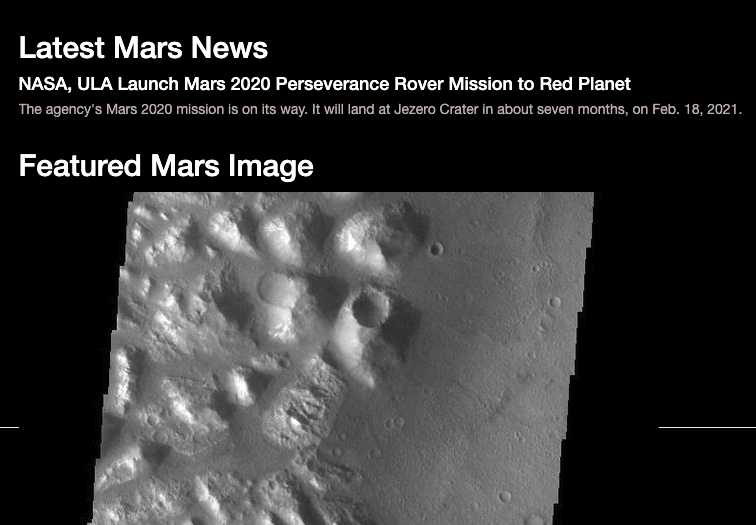 Latest Mars News
NASA, ULA Launch Mars 2020 Perseverance Rover Mission to Red Planet
The agency's Mars 2020 mission is on its way. It will land at Jezero Crater in about seven months, on Feb. 18, 2021.
Featured Mars Image